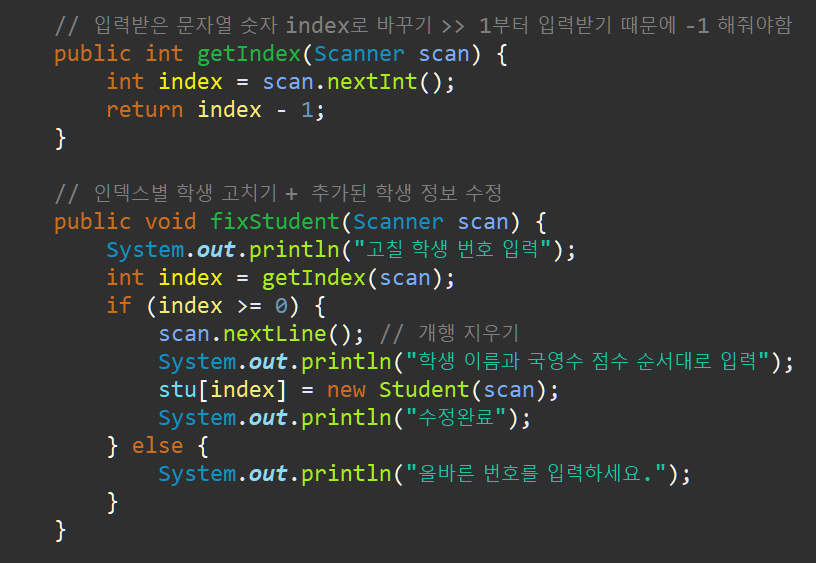 // 입력받은 문자열 숫자 index로 바꾸기 >> 1부터 입력받기 때문에 -1 해줘야함
public int getIndex(Scanner scan) {
int index = scan.nextInt();
return index - 1;
}
// 인덱스별 학생 고치기 + 추가된 학생 정보 수정
public void fixStudent(Scanner scan) {
System.out.println("고칠 학생 번호 입력");
int index = getIndex(scan);
if (index >= 0) {
scan.nextLine(); // 개행 지우기
System.out.println("학생 이름과 국영수 점수 순서대로 입력");
stu[index] = new Student(scan);
System.out.println("수정완료");
} else {
System.out.println("올바른 번호를 입력하세요.");
}
}